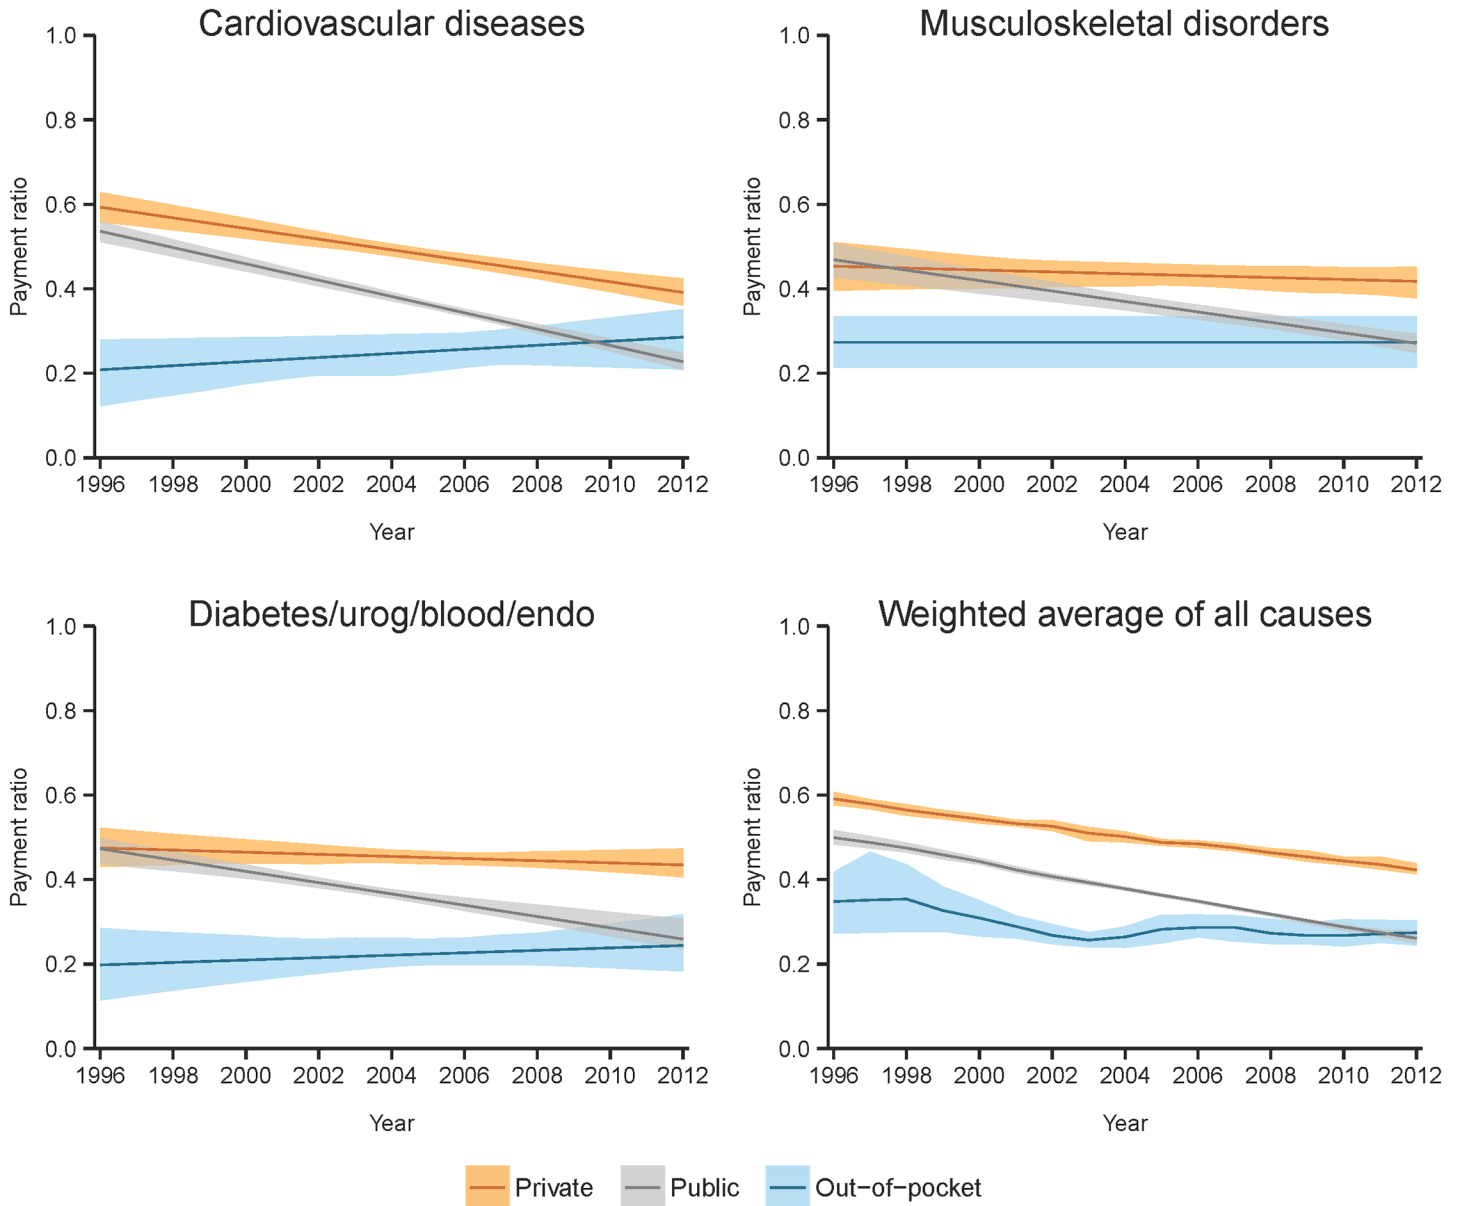 Cardiovascular diseases
Payment ratio
1.0
0.8
0.6
0.4
0.2
0.0
1996 1998 2000 2002 2004 2006 2008 2010 2012
Year
Musculoskeletal disorders
Payment ratio
1.0
0.8
0.6
0.4
0.2
0.0
1996 1998 2000 2002 2004 2006 2008 2010 2012
Year
Diabetes/urog/blood/endo
Payment ratio
1.0
0.8
0.6
0.4
0.2
0.0
1996 1998 2000 2002 2004 2006 2008 2010 2012
Year
Weighted average of all causes
Payment ratio
1.0
0.8
0.6
0.4
0.2
0.0
1996 1998 2000 2002 2004 2006 2008 2010 2012
Year
Private Public Out−of−pocket